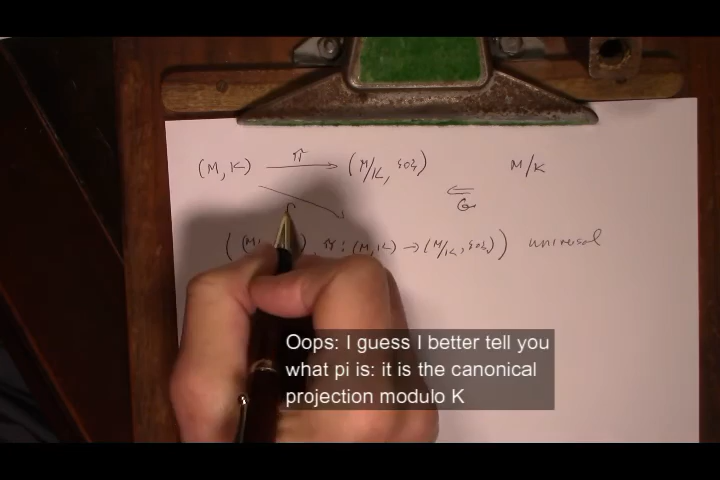 π
(M, K) → (M/K, {0}) M/K
⇐
G
π : (M, K) → (M/K, {0}) ) universal
Oops: I guess I better tell you
what pi is: it is the canonical
projection modulo K